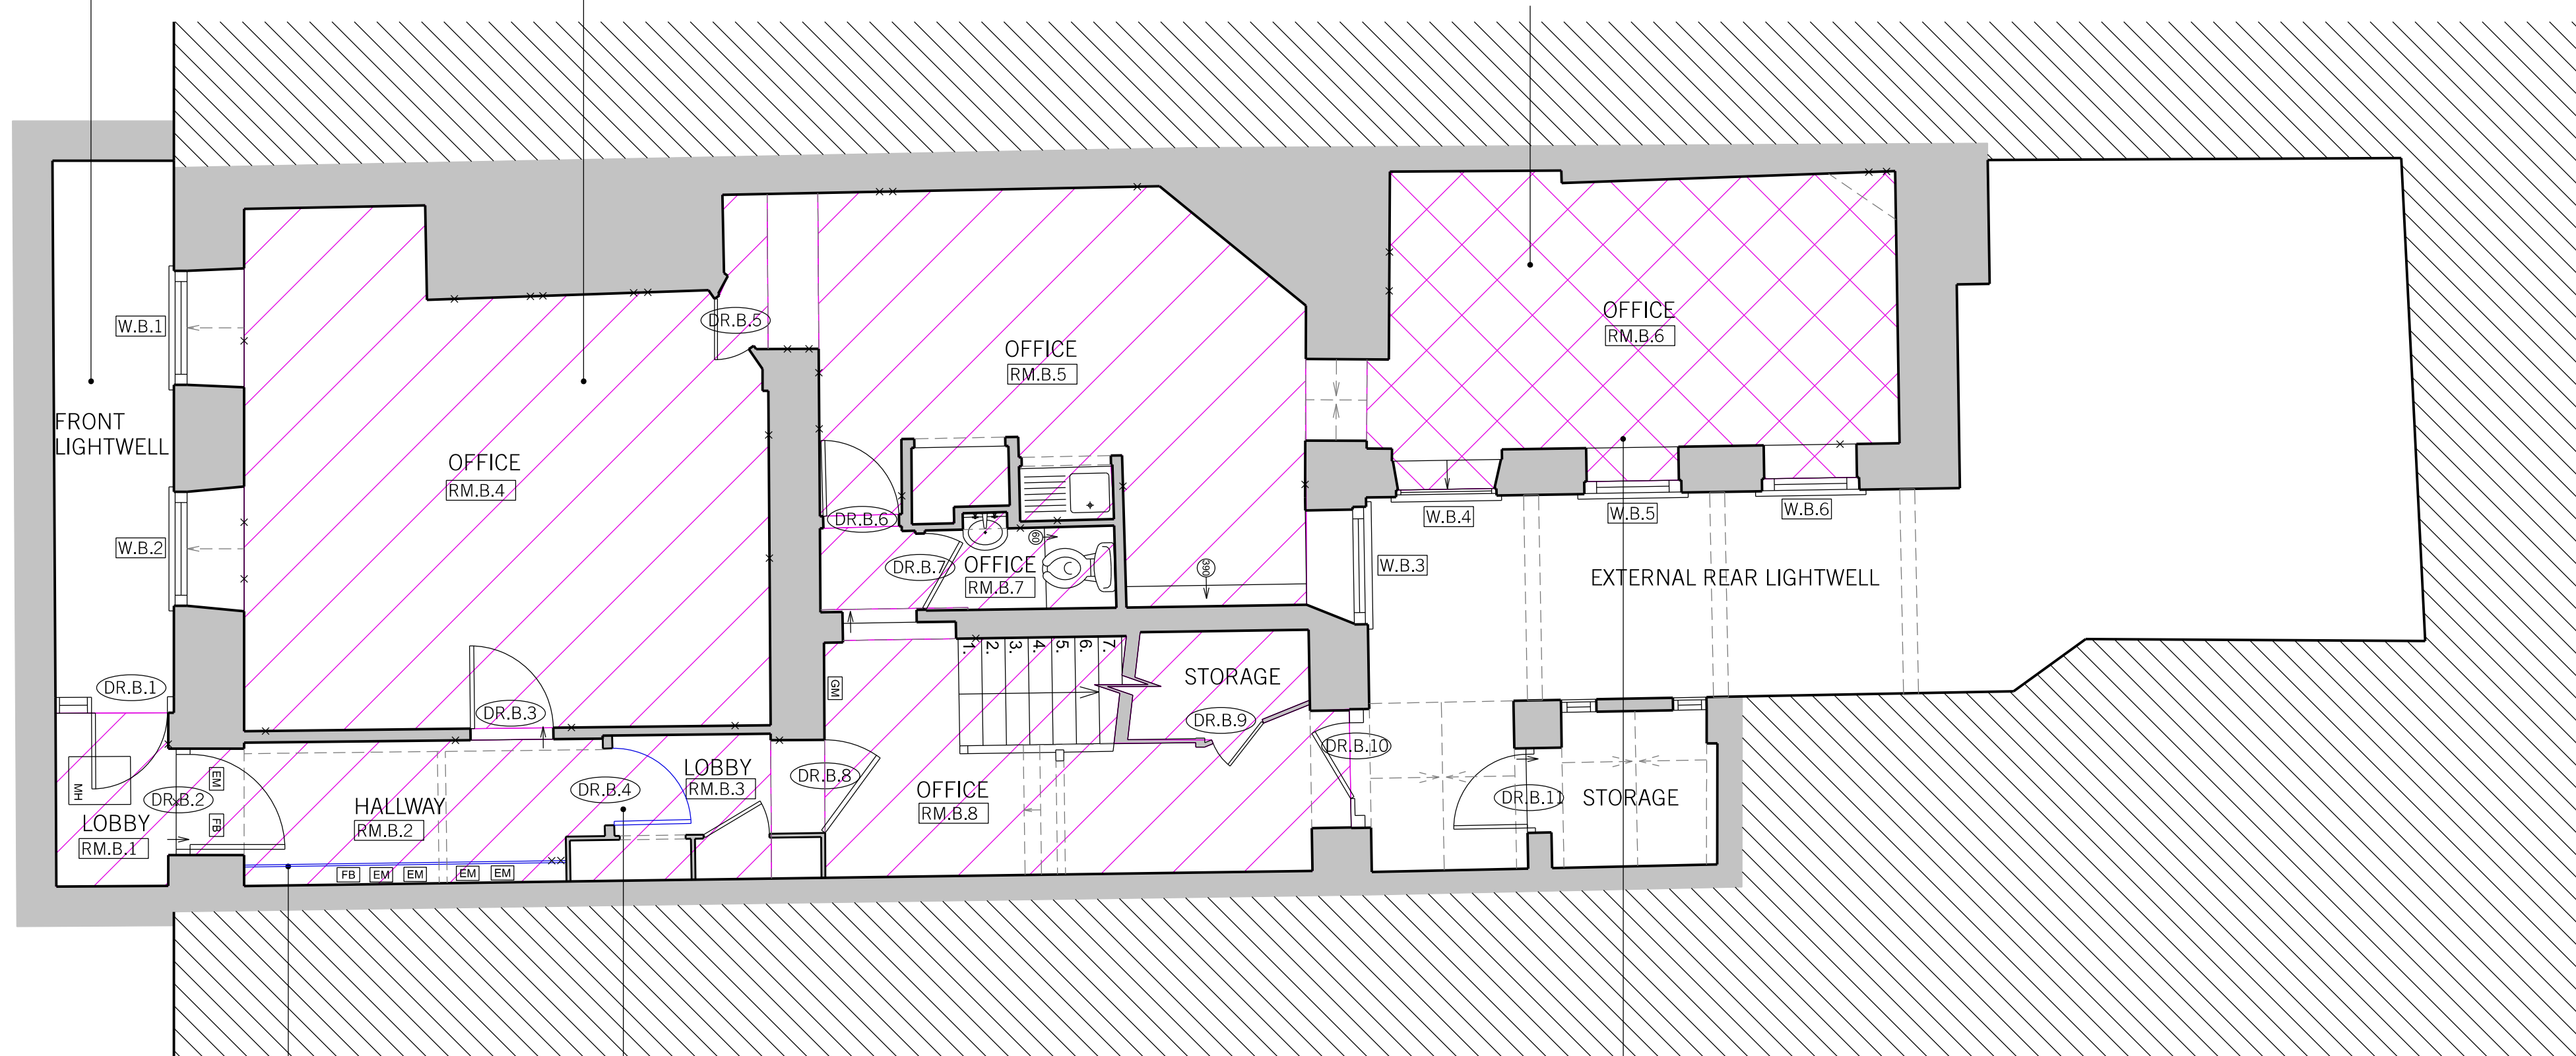 W.B.1
FRONT
LIGHTWELL
W.B.2
DR.B.1
MH
LOBBY
RM.B.1
DR.B.2
EM
FB
OFFICE
RM.B.4
DR.B.3
HALLWAY
RM.B.2
FB
EM
EM
EM
EM
DR.B.4
LOBBY
RM.B.3
DR.B.5
OFFICE
RM.B.5
DR.B.6
DR.B.7
OFFICE
RM.B.7
60
390
GM
1.
2.
3.
4.
5.
6.
7.
DR.B.8
OFFICE
RM.B.8
STORAGE
DR.B.9
DR.B.10
OFFICE
RM.B.6
W.B.3
W.B.4
W.B.5
W.B.6
EXTERNAL REAR LIGHTWELL
DR.B.11
STORAGE